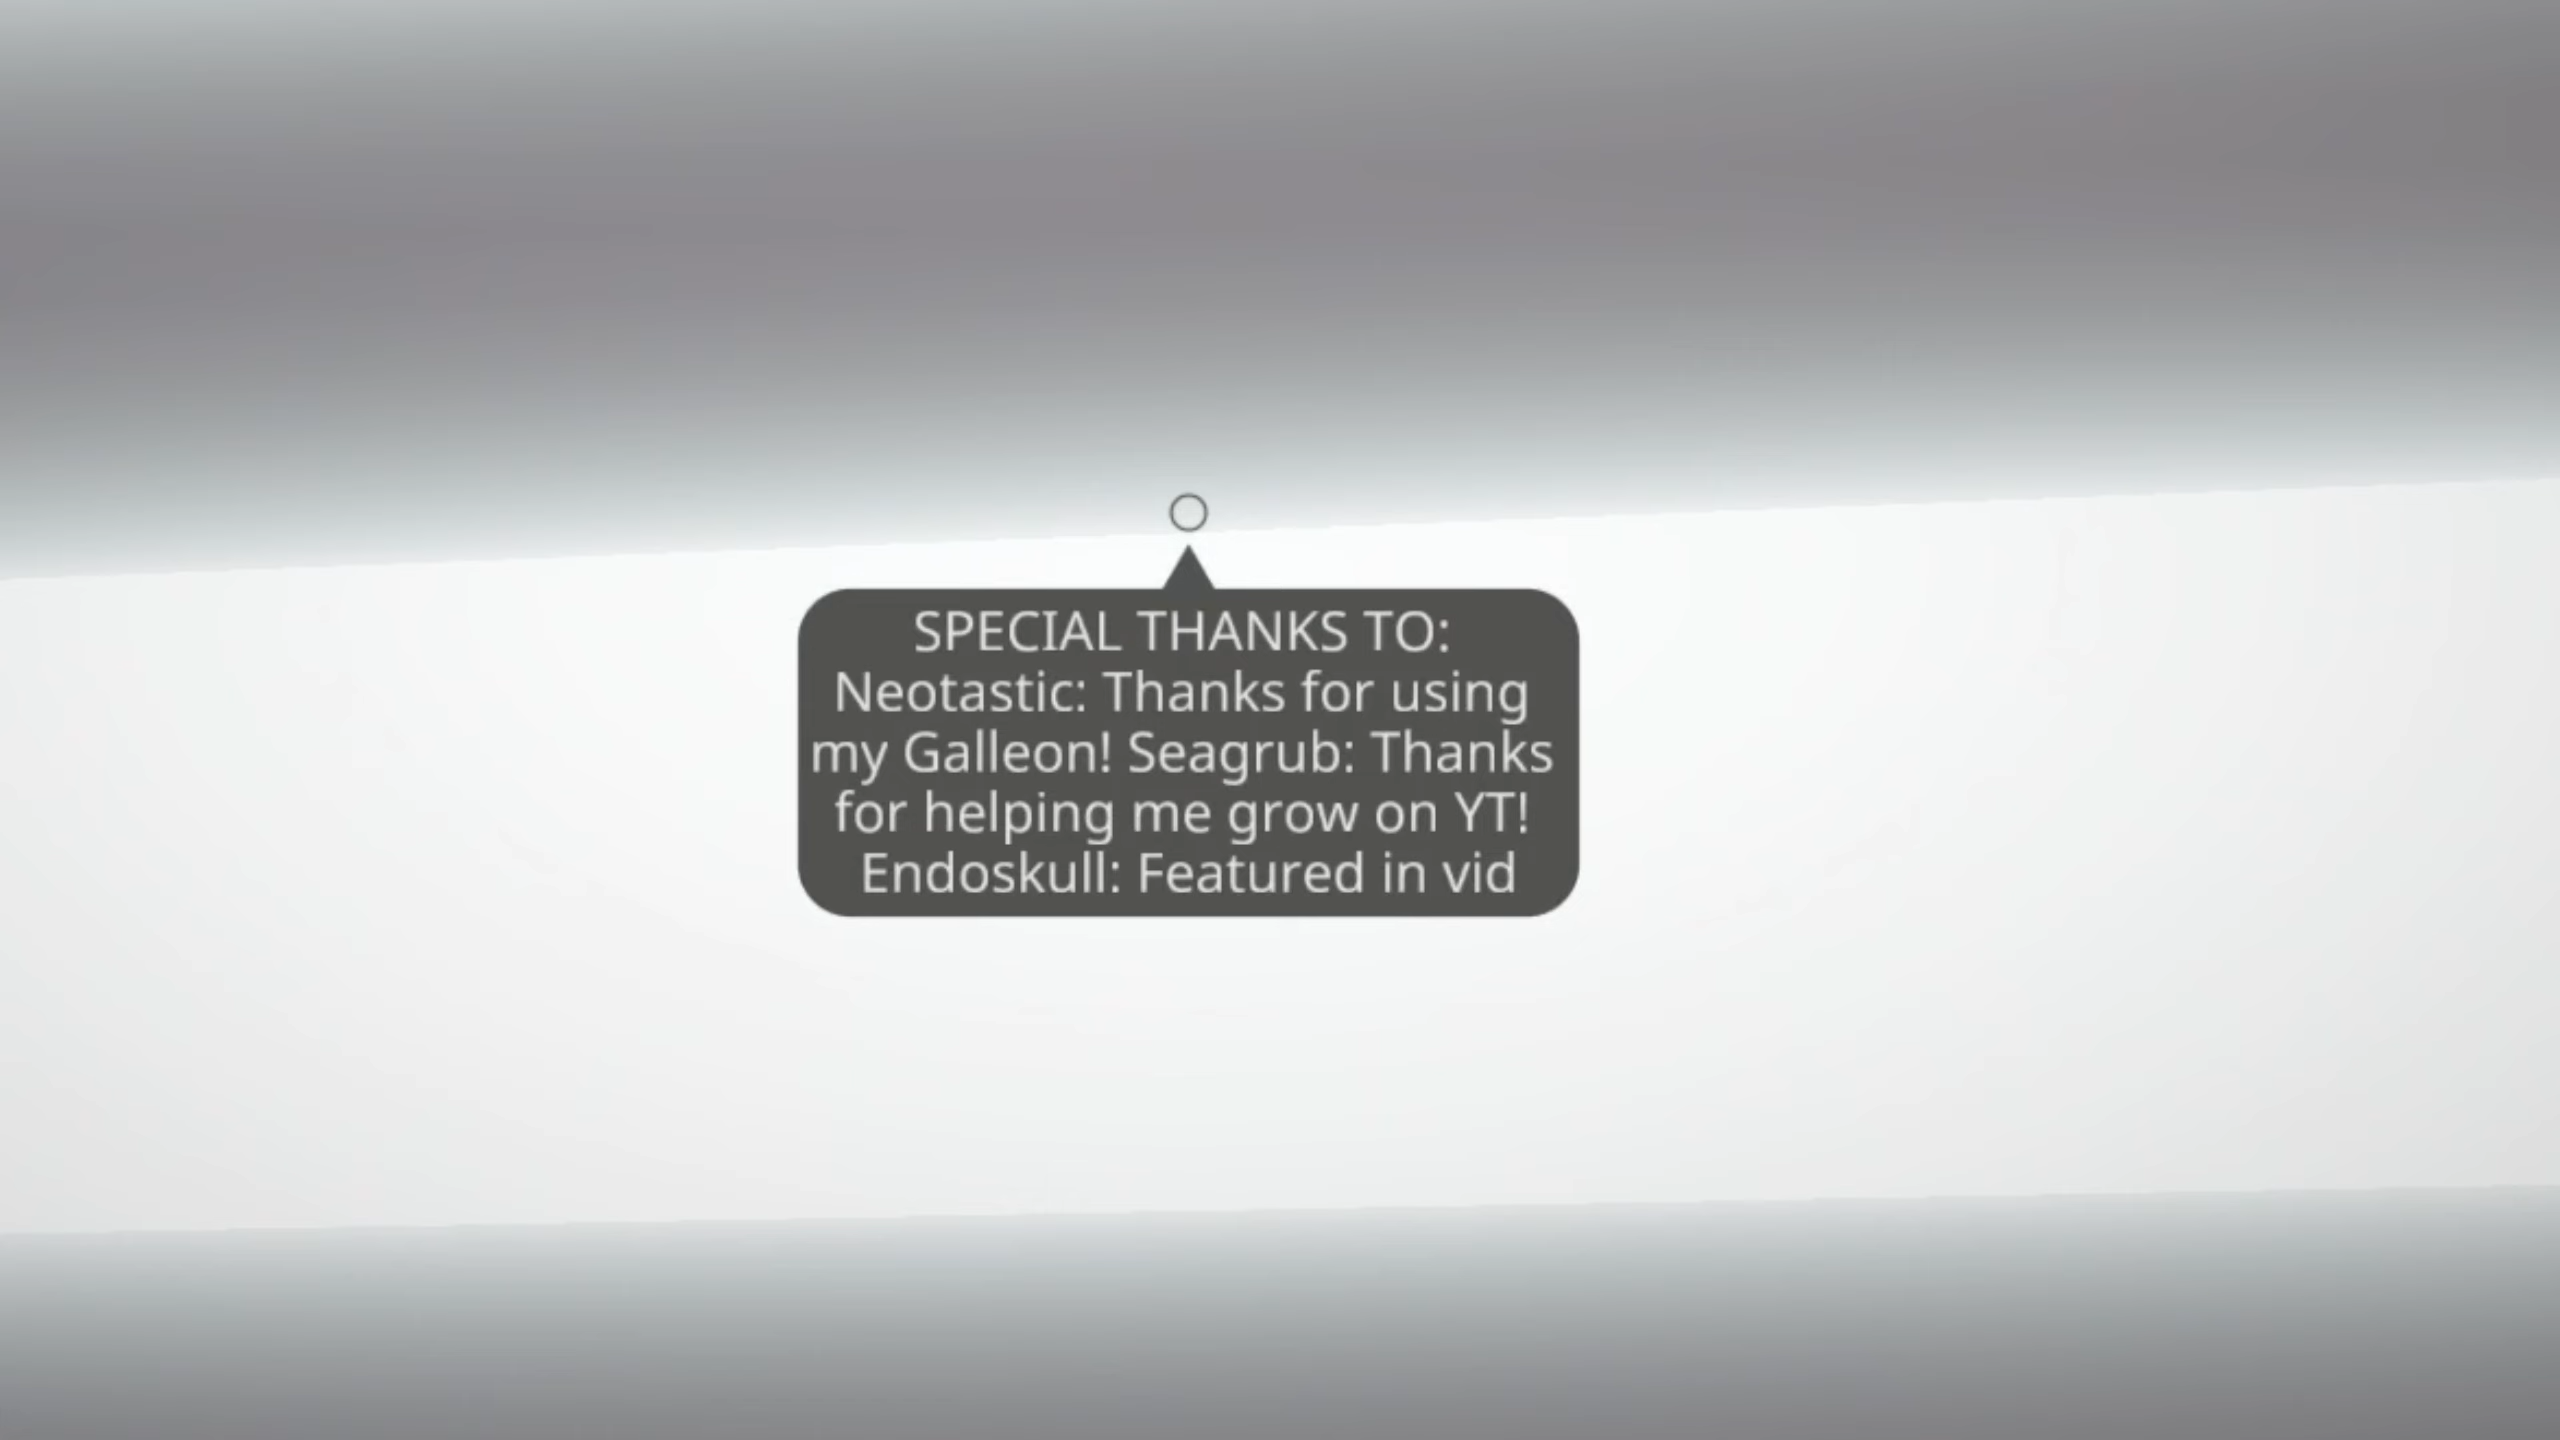 SPECIAL THANKS TO:
Neotastic: Thanks for using
my Galleon! Seagrub: Thanks
for helping me grow on YT!
Endoskull: Featured in vid